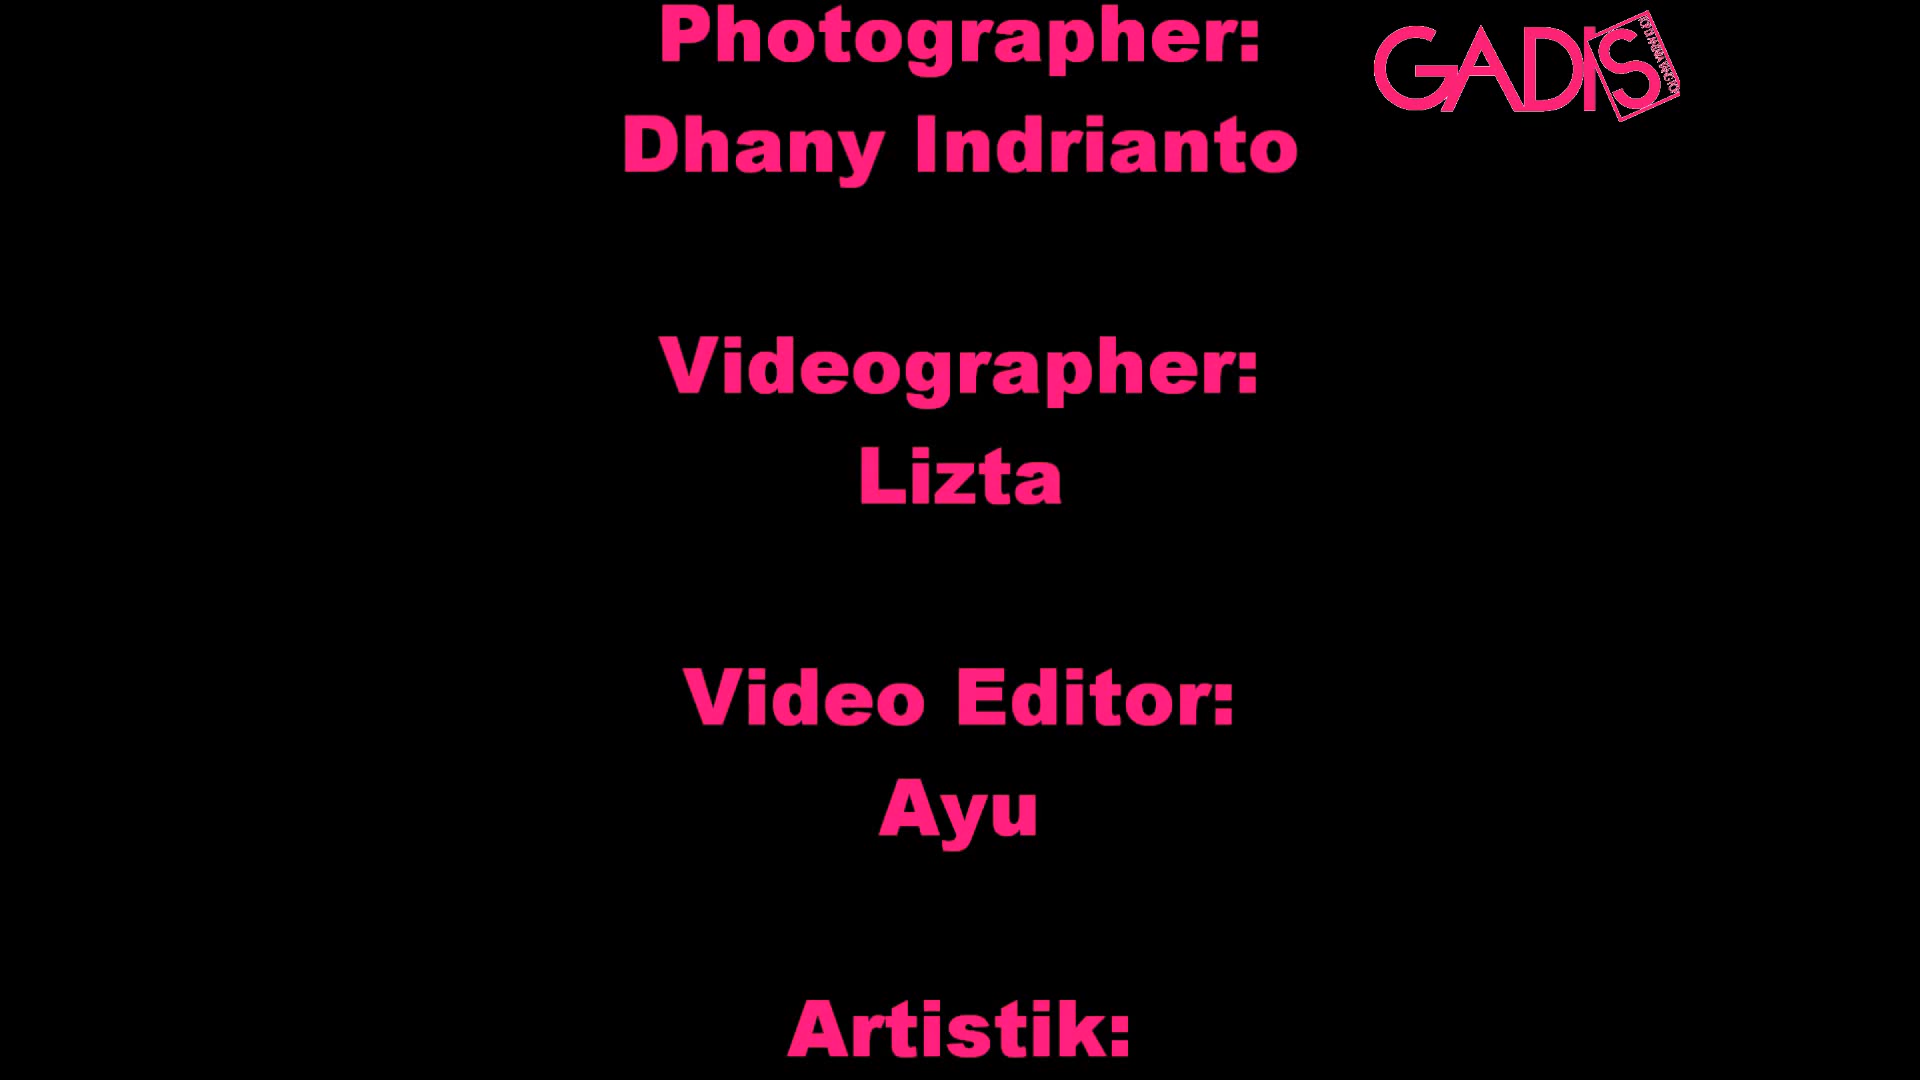 Photographer:
GADIS
Dhany Indrianto
Videographer:
Lizta
Video Editor:
Ayu
Artistik: